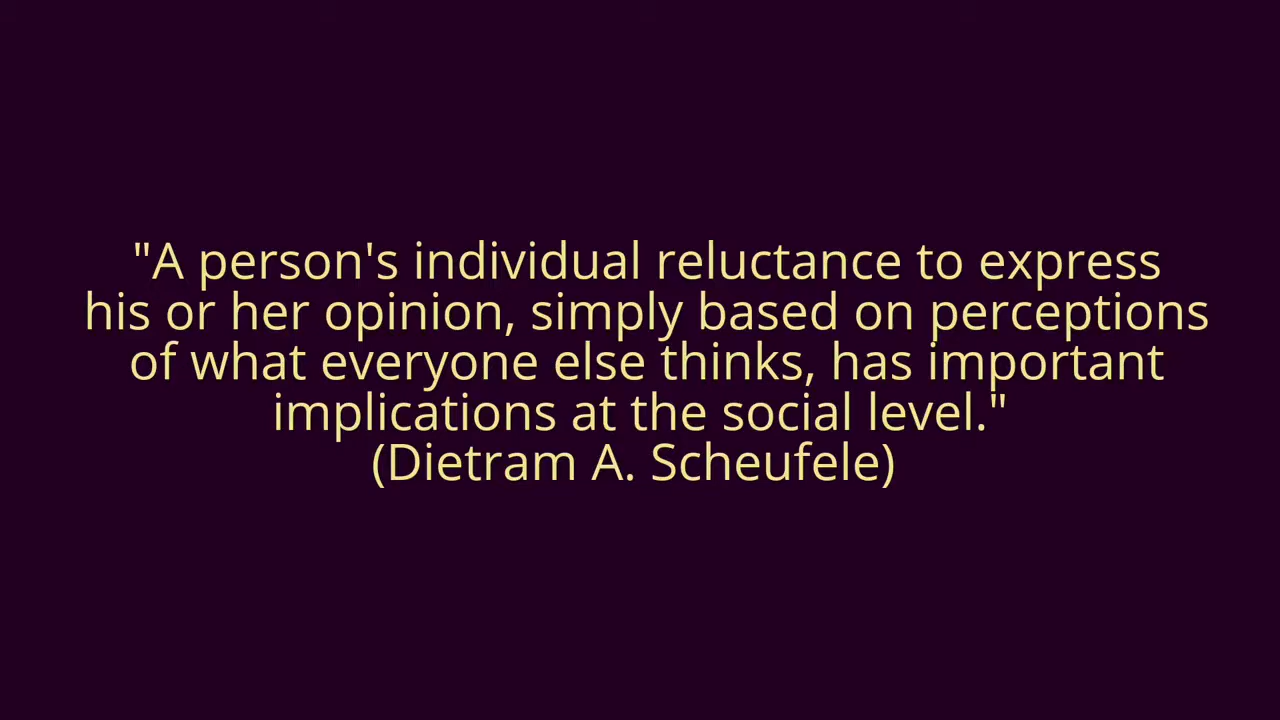 "A person's individual reluctance to express
his or her opinion, simply based on perceptions
of what everyone else thinks, has important
implications at the social level."
(Dietram A. Scheufele)